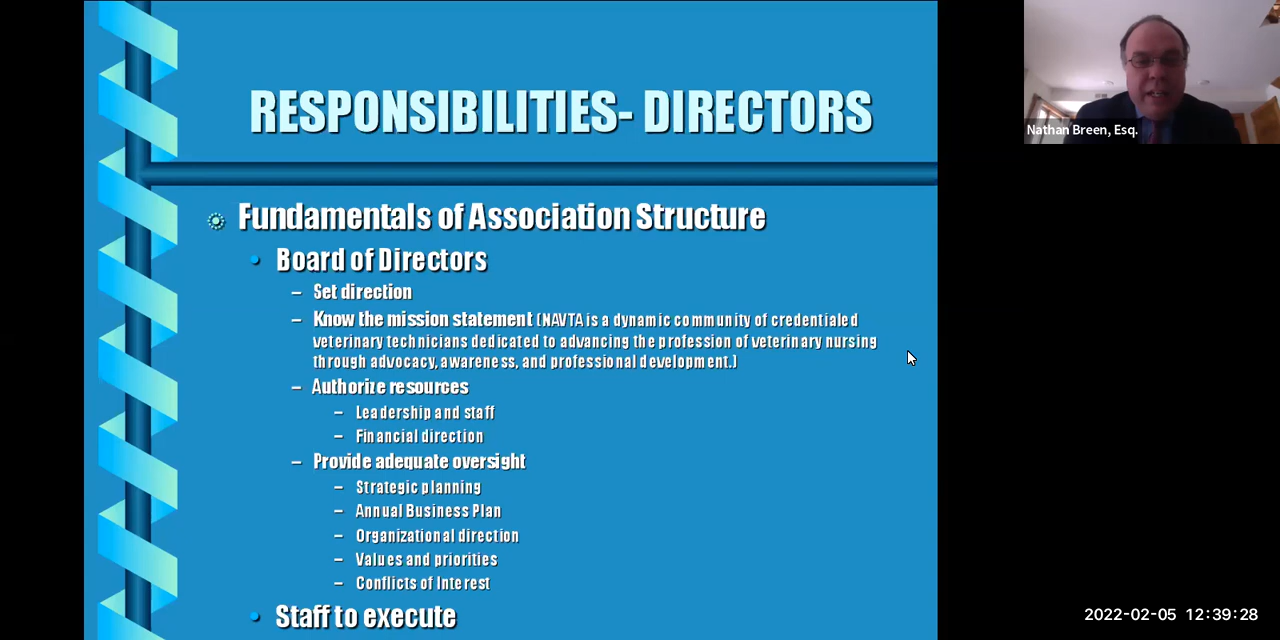 RESPONSIBILITIES- DIRECTORS
Nathan Breen, Esq.
Fundamentals of Association Structure
• Board of Directors
– Set direction
– Know the mission statement (NAVTA is a dynamic community of credentialed
veterinary technicians dedicated to advancing the profession of veterinary nursing
through advocacy, awareness, and professional development.)
– Authorize resources
– Leadership and staff
– Financial direction
– Provide adequate oversight
– Strategic planning
– Annual Business Plan
– Organizational direction
– Values and priorities
– Conflicts of Interest
• Staff to execute
2022-02-05 12:39:28